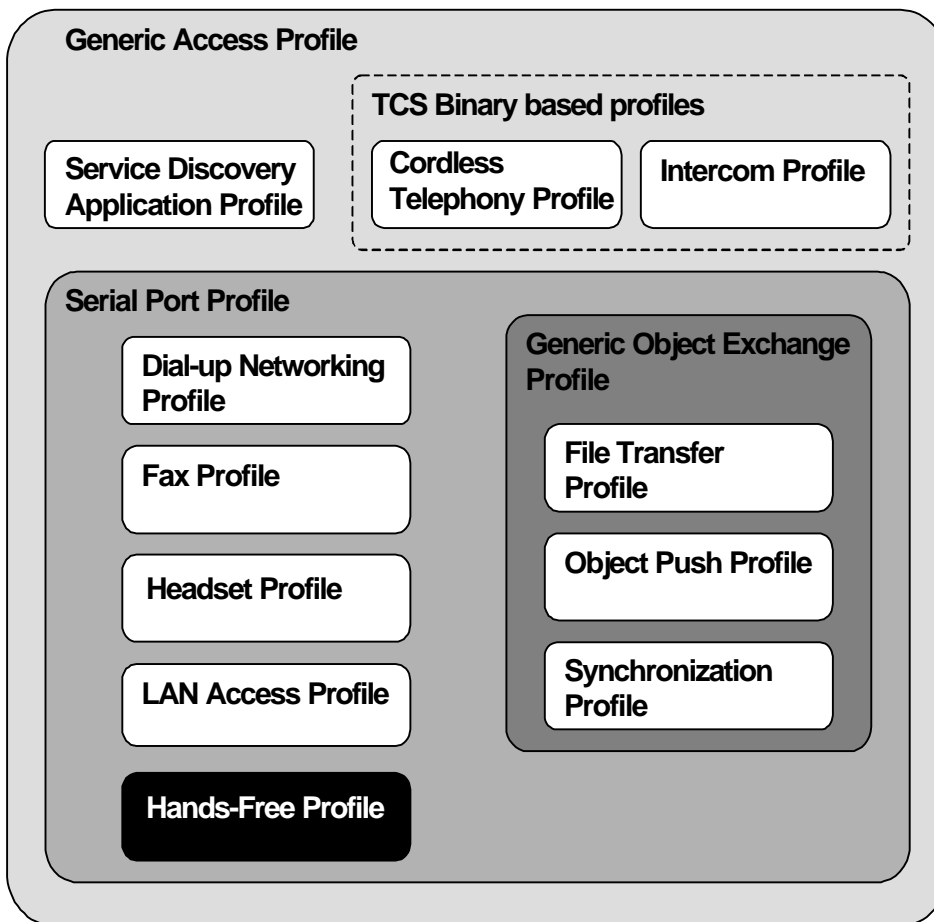 Generic Access Profile
TCS Binary based profiles
Service Discovery
Application Profile
Cordless
Telephony Profile
Intercom Profile
Serial Port Profile
Dial-up Networking
Profile
Fax Profile
Headset Profile
LAN Access Profile
Hands-Free Profile
Generic Object Exchange
Profile
File Transfer
Profile
Object Push Profile
Synchronization
Profile